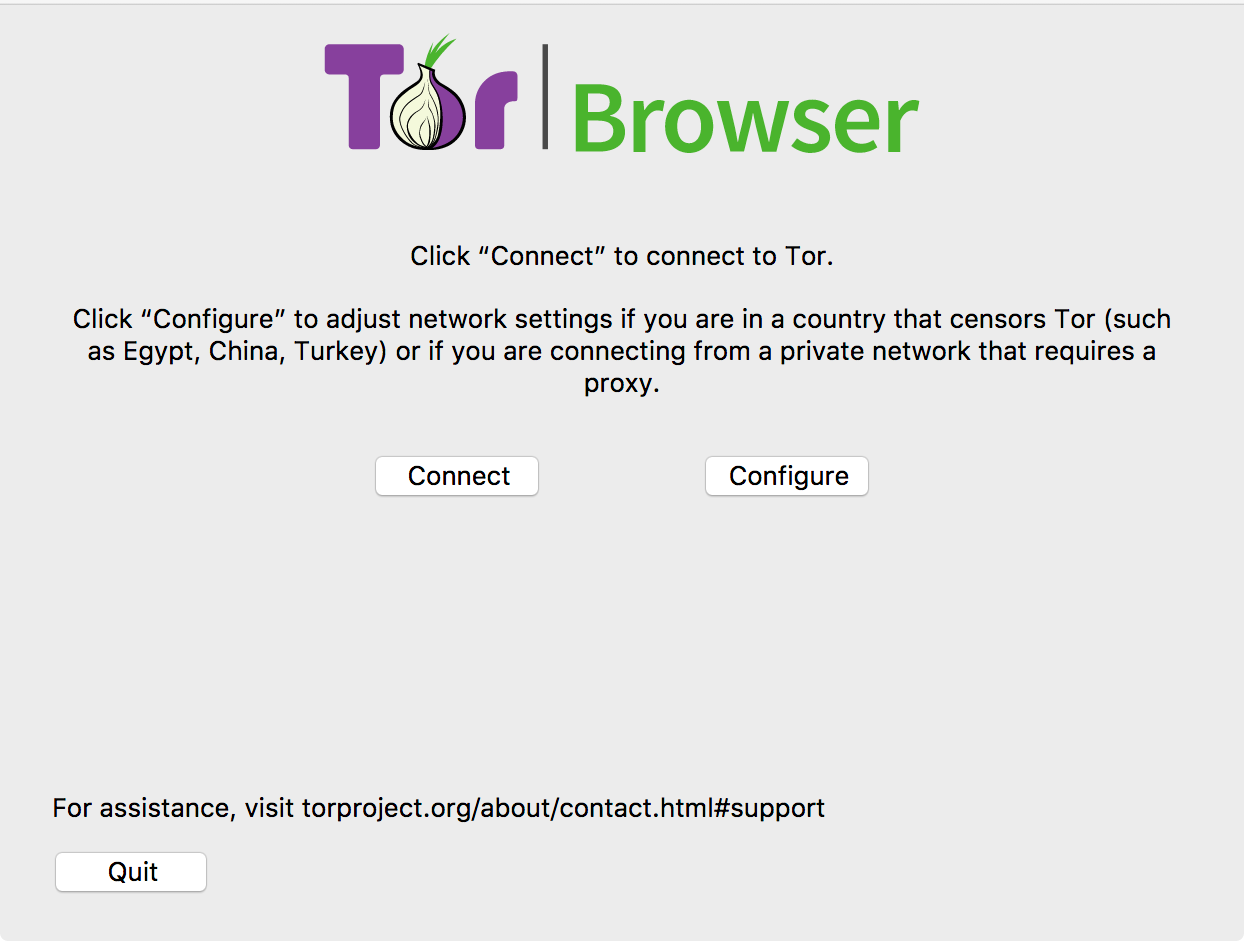 Tor Browser
Click “Connect” to connect to Tor.
Click “Configure” to adjust network settings if you are in a country that censors Tor (such
as Egypt, China, Turkey) or if you are connecting from a private network that requires a
proxy.
Connect Configure
For assistance, visit torproject.org/about/contact.html#support
Quit